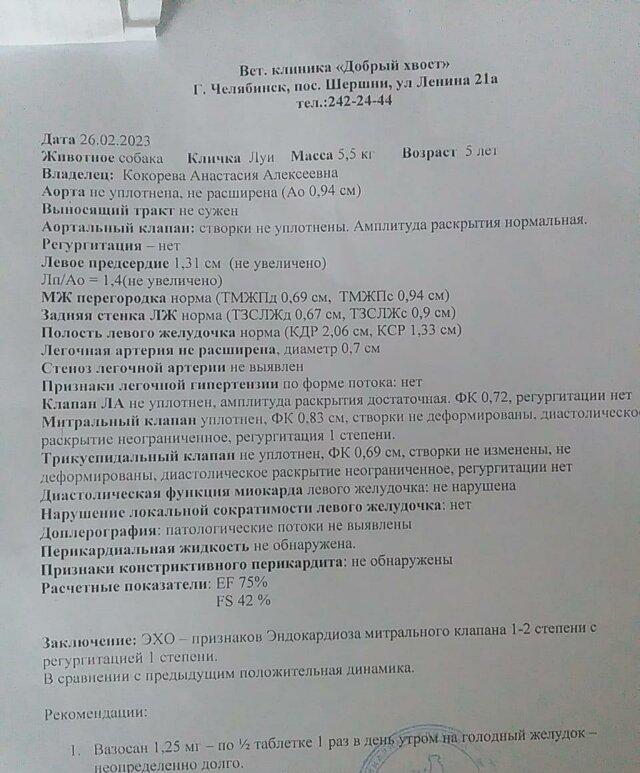 Вет. клиника «Добрый хвост»
Г. Челябинск, пос. Шершни, ул Ленина 21а
тел.:242-24-44
Дата 26.02.2023
Животное собака Кличка Луи Масса 5,5 кг Возраст 5 лет
Владелец: Кокорева Анастасия Алексеевна
Аорта не уплотнена, не расширена (Ао 0,94 см)
Выносящий тракт не сужен
Аортальный клапан: створки не уплотнены. Амплитуда раскрытия нормальная.
Регургитация – нет
Левое предсердие 1,31 см (не увеличено)
Лп/Ао = 1,4(не увеличено)
МЖ перегородка норма (ТМЖПд 0,69 см, ТМЖПс 0,94 см)
Задняя стенка ЛЖ норма (ТЗСЛЖд 0,67 см, ТЗСЛЖс 0,9 см)
Полость левого желудочка норма (КДР 2,06 см, КСР 1,33 см)
Легочная артерия не расширена, диаметр 0,7 см
Стеноз легочной артерии не выявлен
Признаки легочной гипертензии по форме потока: нет
Клапан ЛА не уплотнен, амплитуда раскрытия достаточная. ФК 0,72, регургитации нет
Митральный клапан уплотнен, ФК 0,83 см, створки не деформированы, диастолическо
раскрытие неограниченное, регургитация 1 степени.
Трикуспидальный клапан не уплотнен, ФК 0,69 см, створки не изменены, не
деформированы, диастолическое раскрытие неограниченное, регургитации нет
Диастолическая функция миокарда левого желудочка: не нарушена
Нарушение локальной сократимости левого желудочка: нет
Доплерография: патологические потоки не выявлены
Перикардиальная жидкость не обнаружена.
Признаки констриктивного перикардита: не обнаружены
Расчетные показатели: EF 75%
FS 42 %
Заключение: ЭХО – признаков Эндокардиоза митрального клапана 1-2 степени с
регургитацией 1 степени.
В сравнении с предыдущим положительная динамика.
Рекомендации:
1. Вазосан 1,25 мг – по ½ таблетке 1 раз в день утром на голодный желудок –
неопределенно долго.